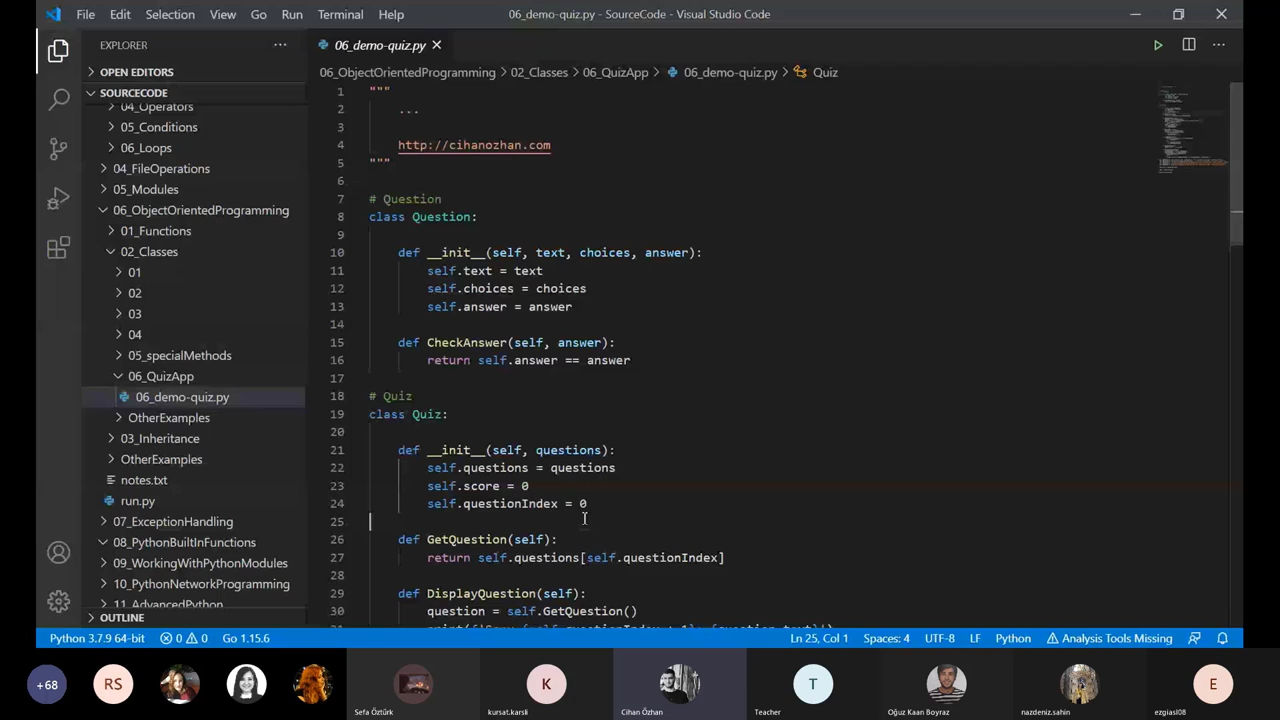 File Edit Selection View Go Run Terminal Help 06_demo-quiz.py - SourceCode - Visual Studio Code
EXPLORER
OPEN EDITORS
SOURCECODE
04_Operators
05_Conditions
06_Loops
04_FileOperations
05_Modules
06_ObjectOrientedProgramming
01_Functions
02_Classes
01
02
03
04
05_specialMethods
06_QuizApp
06_demo-quiz.py
OtherExamples
03_Inheritance
OtherExamples
notes.txt
run.py
07_ExceptionHandling
08_PythonBuiltInFunctions
09_WorkingWithPythonModules
10_PythonNetworkProgramming
11_AdvancedPython
OUTLINE
06_demo-quiz.py
06_ObjectOrientedProgramming > 02_Classes > 06_QuizApp > 06_demo-quiz.py > Quiz
1 """
2 ...
3
4 http://cihanozhan.com
5 """
6
7 # Question
8 class Question:
9
10 def __init__(self, text, choices, answer):
11 self.text = text
12 self.choices = choices
13 self.answer = answer
14
15 def CheckAnswer(self, answer):
16 return self.answer == answer
17
18 # Quiz
19 class Quiz:
20
21 def __init__(self, questions):
22 self.questions = questions
23 self.score = 0
24 self.questionIndex = 0
25
26 def GetQuestion(self):
27 return self.questions[self.questionIndex]
28
29 def DisplayQuestion(self):
30 question = self.GetQuestion()
Python 3.7.9 64-bit 0 0 Go 1.15.6 Ln 25, Col 1 Spaces: 4 UTF-8 LF Python Analysis Tools Missing
+68 RS K T E
Sefa Öztürk kursat.karsli Cihan Özhan Teacher Oğuz Kaan Boyraz nazdeniz.sahin ezgiasl08